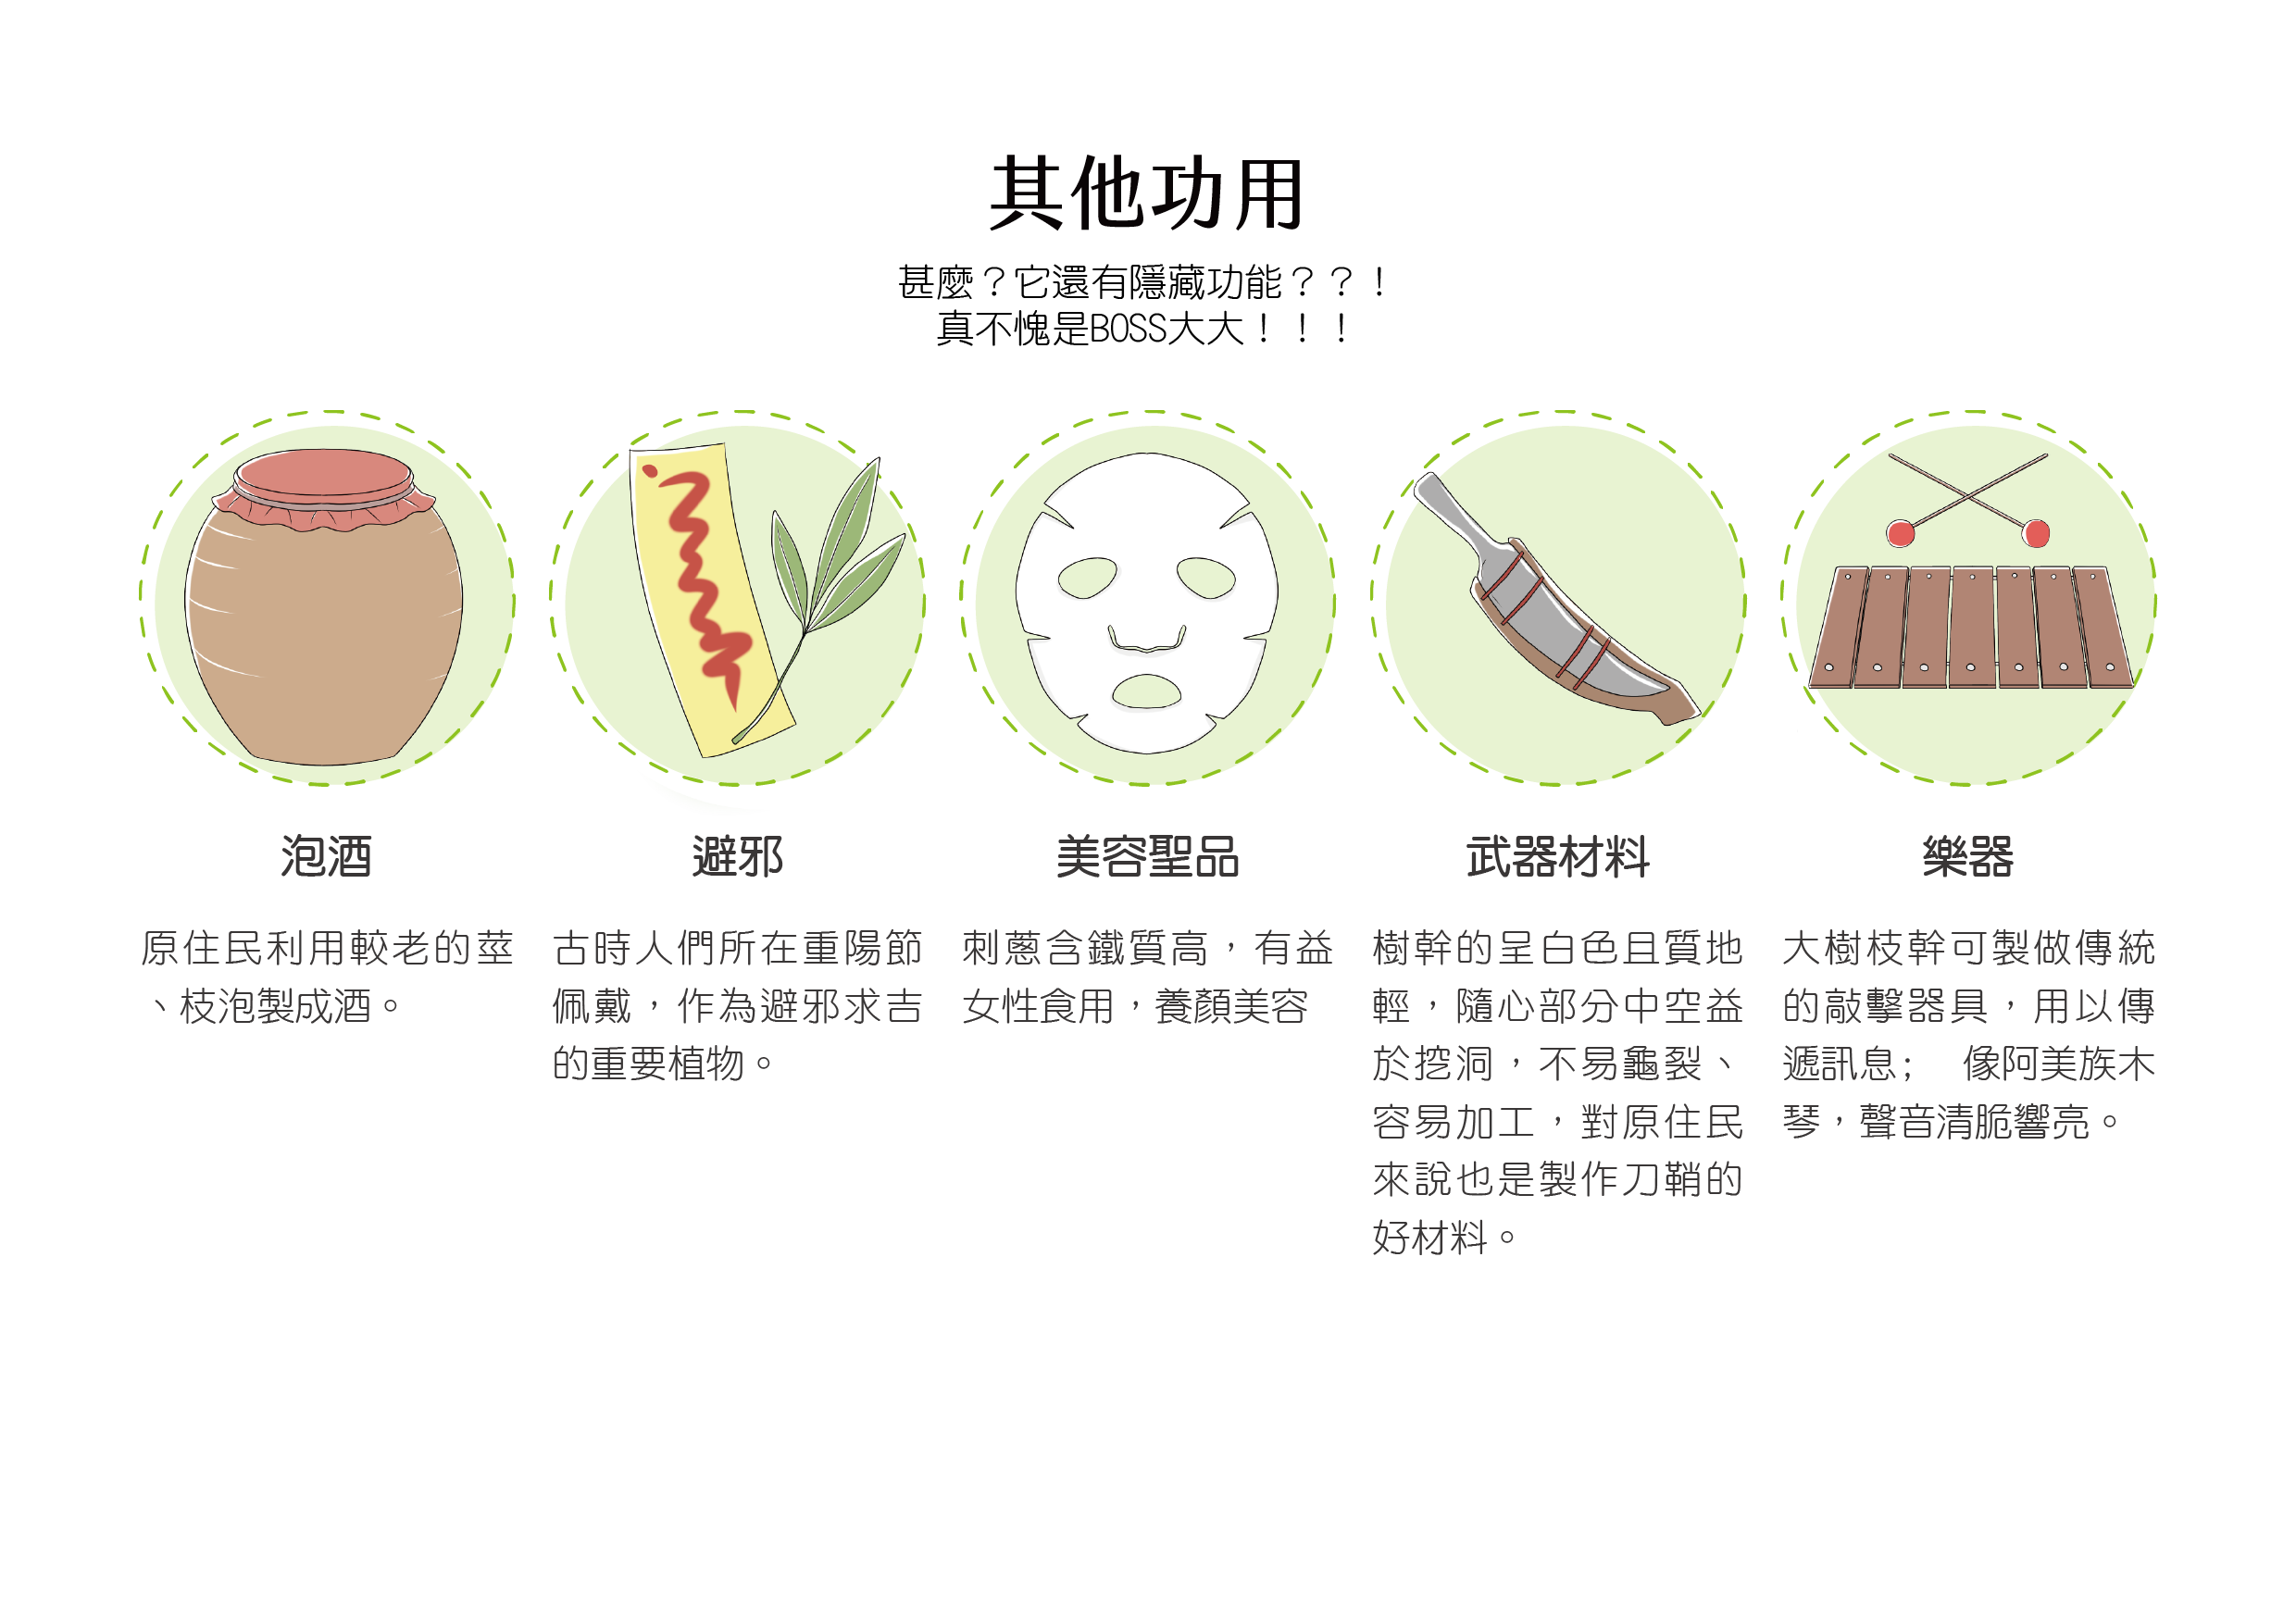 其他功用
甚麼？它還有隱藏功能？？！
真不愧是BOSS大大！！！
泡酒
原住民利用較老的莖
、枝泡製成酒。
避邪
古時人們所在重陽節
佩戴，作為避邪求吉
的重要植物。
美容聖品
刺蔥含鐵質高，有益
女性食用，養顏美容
武器材料
樹幹的呈白色且質地
輕，隨心部分中空益
於挖洞，不易龜裂、
容易加工，對原住民
來說也是製作刀鞘的
好材料。
樂器
大樹枝幹可製做傳統
的敲擊器具，用以傳
遞訊息； 像阿美族木
琴，聲音清脆響亮。